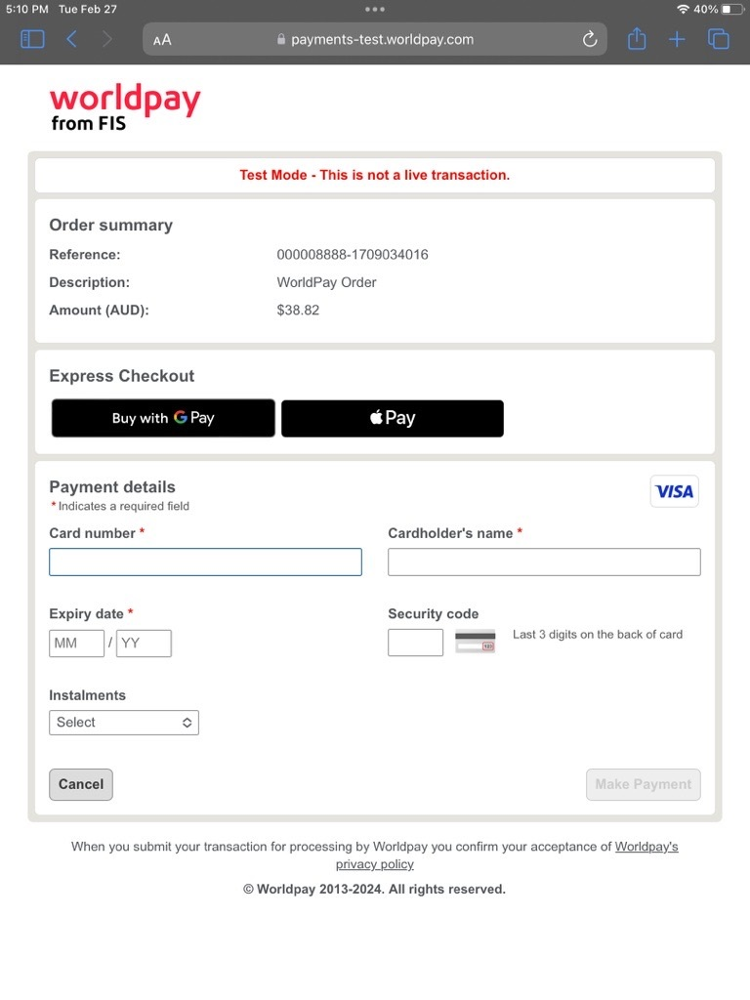 5:10 PM Tue Feb 27
40%
AA payments-test.worldpay.com
worldpay
from FIS
Test Mode - This is not a live transaction.
Order summary
Reference: 000008888-1709034016
Description: WorldPay Order
Amount (AUD): $38.82
Express Checkout
Buy with G Pay
Pay
Payment details
VISA
* Indicates a required field
Card number *
Cardholder's name *
Expiry date *
MM / YY
Security code
Last 3 digits on the back of card
Instalments
Select
Cancel
Make Payment
When you submit your transaction for processing by Worldpay you confirm your acceptance of Worldpay's
privacy policy
© Worldpay 2013-2024. All rights reserved.